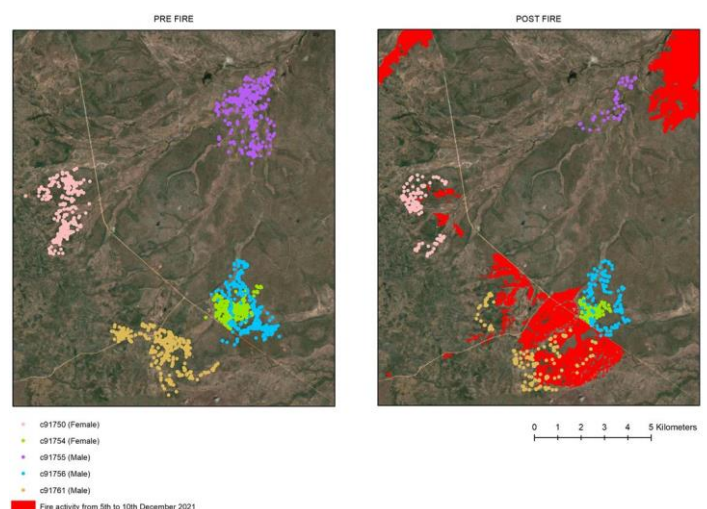 PRE FIRE
POST FIRE
c91750 (Female)
c91754 (Female)
c91755 (Male)
c91756 (Male)
c91761 (Male)
Fire activity from 5th to 10th December 2021
0 1 2 3 4 5 Kilometers